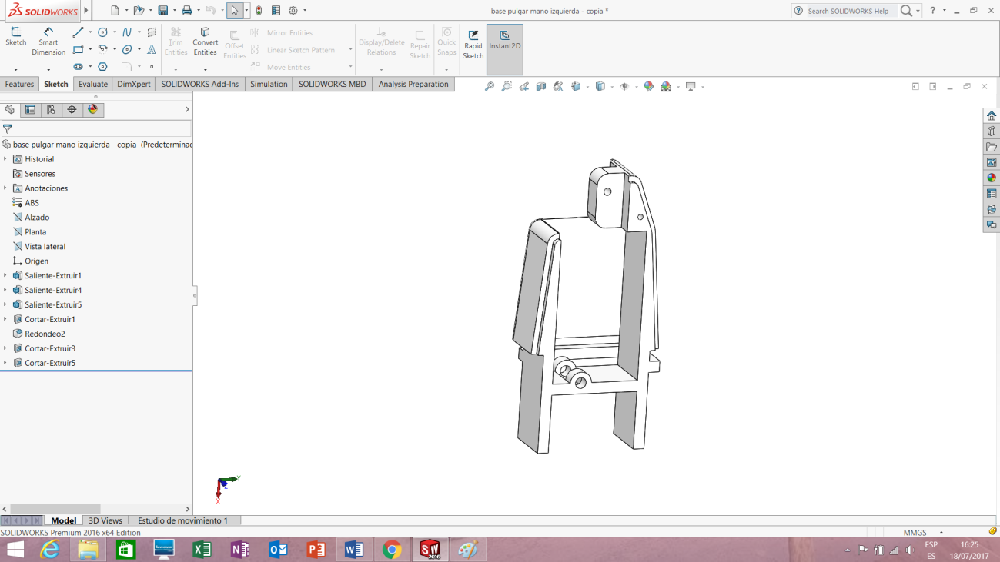 SOLIDWORKS
base pulgar mano izquierda - copia *
Search SOLIDWORKS Help
?
Sketch
Smart Dimension
Trim Entities
Convert Entities
Offset Entities
Mirror Entities
Linear Sketch Pattern
Move Entities
Display/Delete Relations
Repair Sketch
Quick Snaps
Rapid Sketch
Instant2D
Features
Sketch
Evaluate
DimXpert
SOLIDWORKS Add-Ins
Simulation
SOLIDWORKS MBD
Analysis Preparation
base pulgar mano izquierda - copia (Predeterminac
Historial
Sensores
Anotaciones
ABS
Alzado
Planta
Vista lateral
Origen
Saliente-Extruir1
Saliente-Extruir4
Saliente-Extruir5
Cortar-Extruir1
Redondeo2
Cortar-Extruir3
Cortar-Extruir5
Y
Z
X
Model
3D Views
Estudio de movimiento 1
SOLIDWORKS Premium 2016 x64 Edition
MMGS
ESP
ES
16:25
18/07/2017